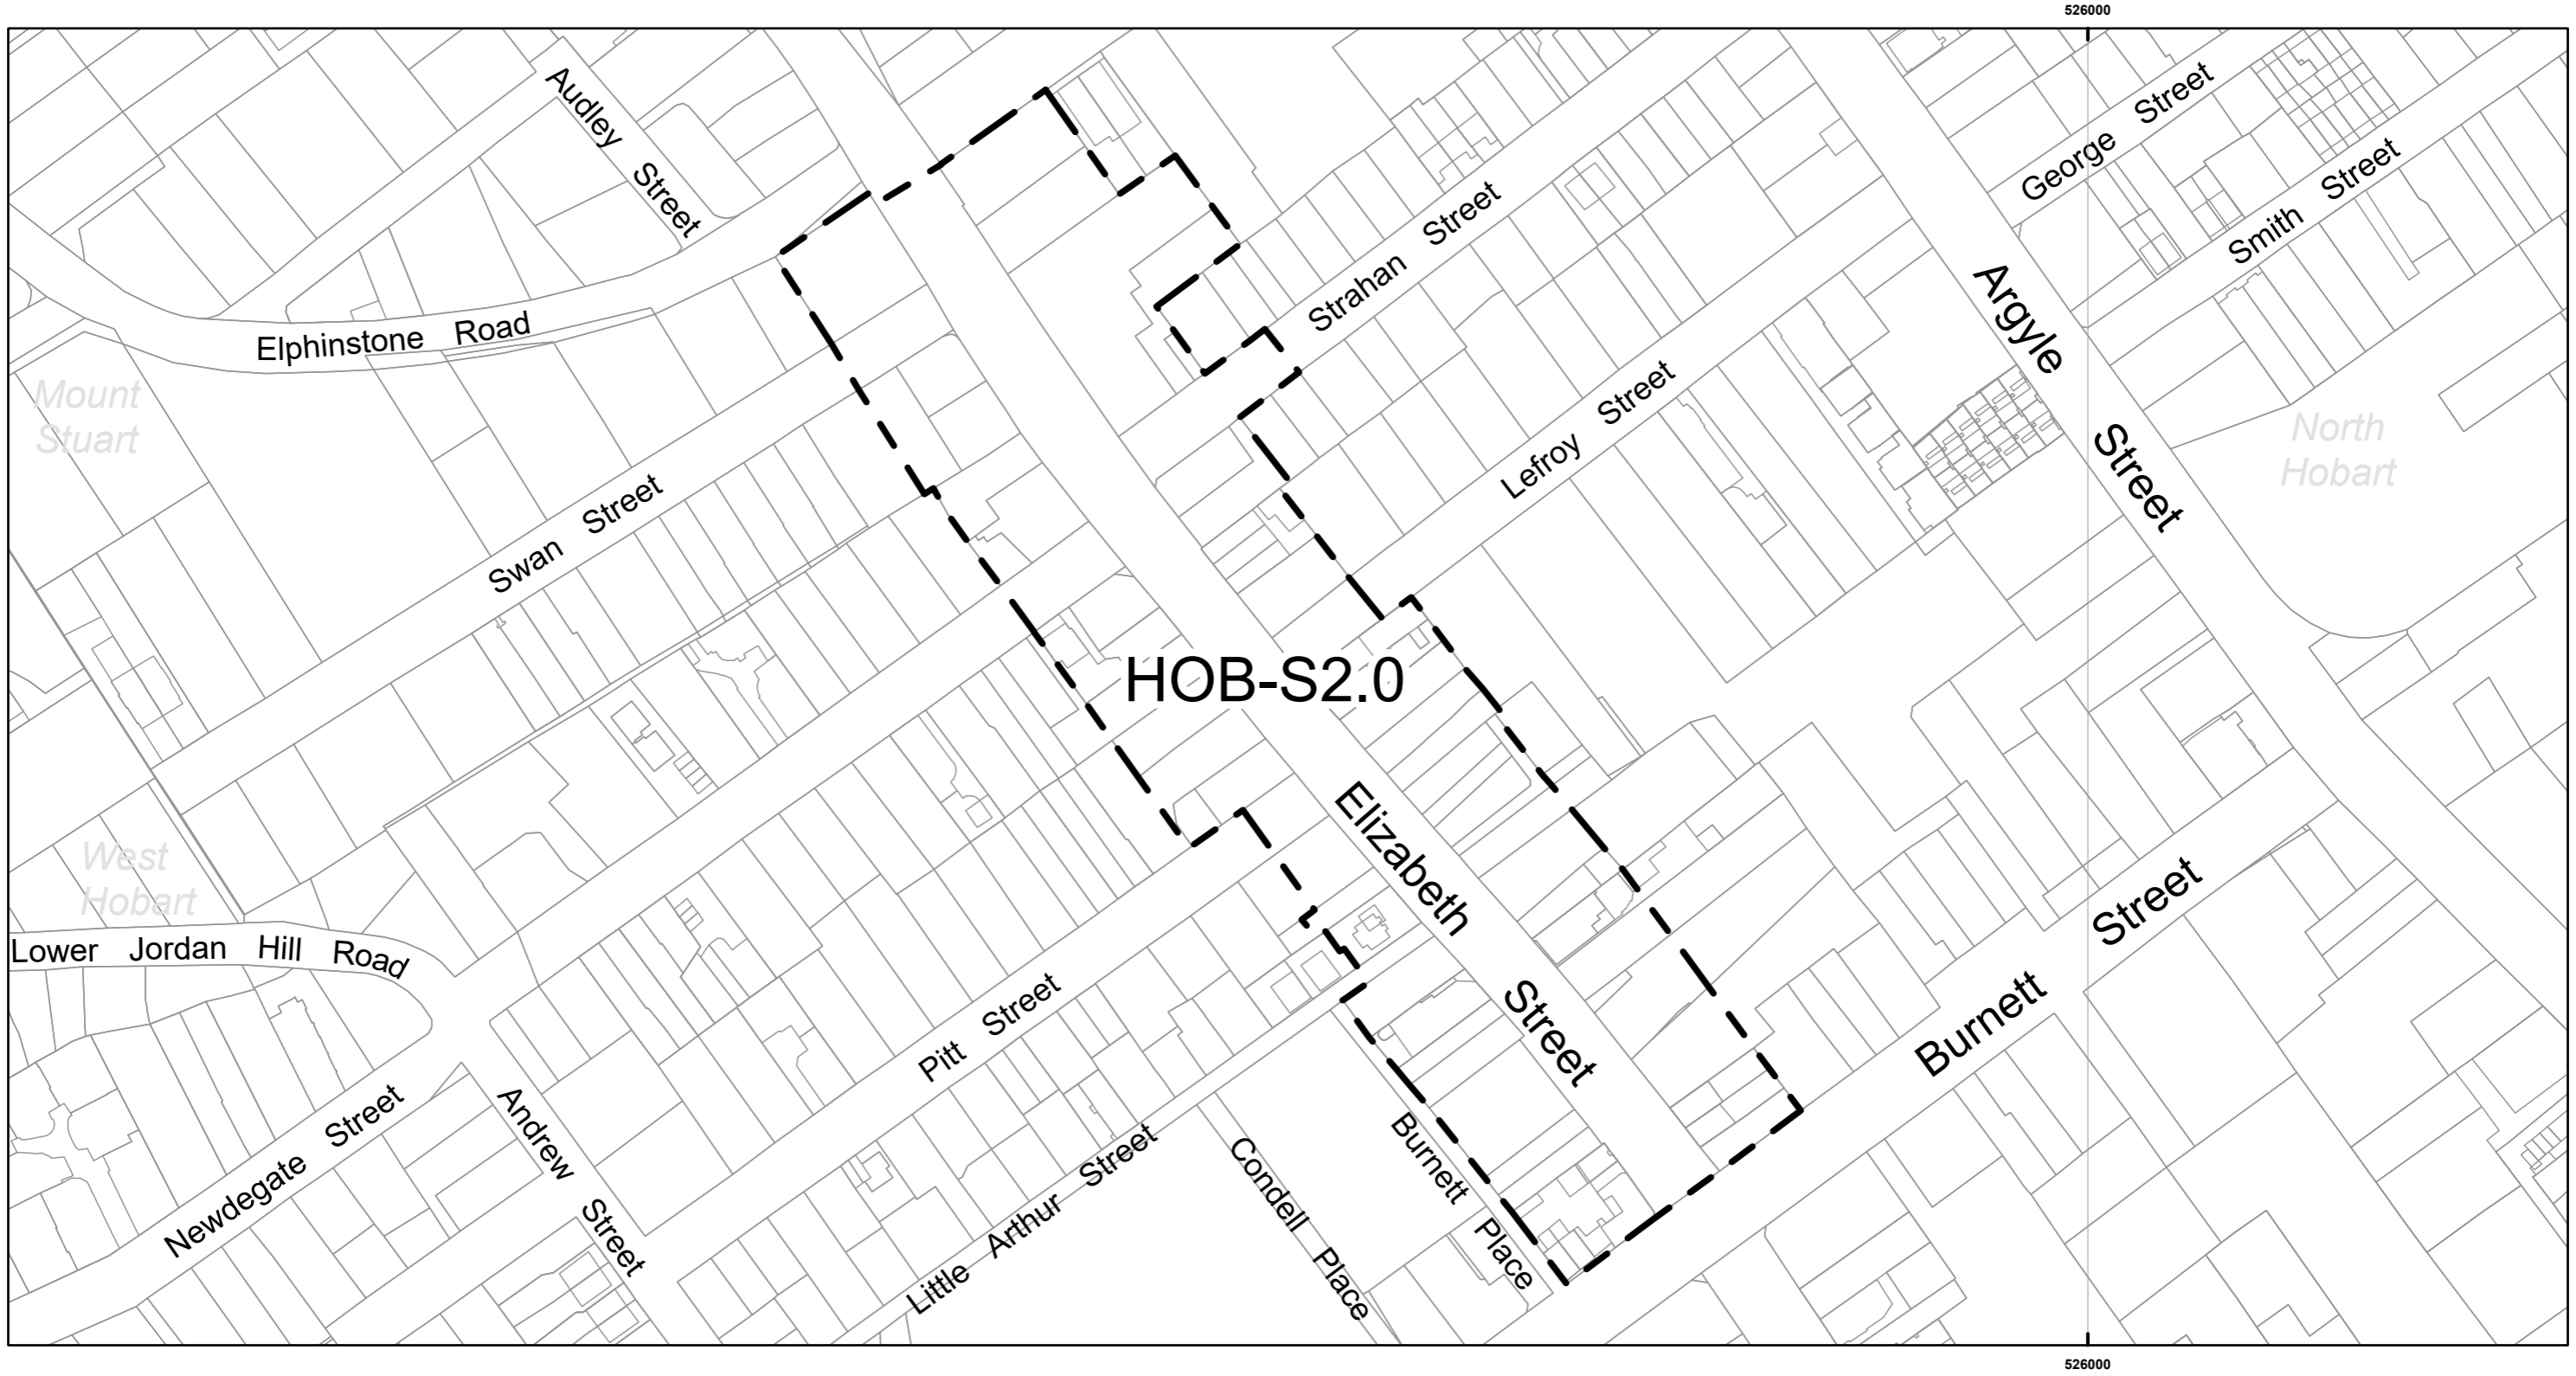 526000
Audley Street
George Street
Smith Street
Strahan Street
Elphinstone Road
Argyle Street
Mount
Stuart
Lefroy Street
North
Hobart
Swan Street
HOB-S2.0
Elizabeth Street
West
Hobart
Lower Jordan Hill Road
Burnett Street
Pitt Street
Newdegate Street
Andrew Street
Little Arthur Street
Condell Place
Burnett Place
526000